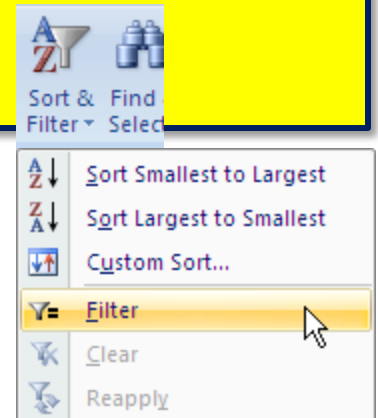 Sort & Find
Filter Selec
Sort Smallest to Largest
Sort Largest to Smallest
Custom Sort...
Filter
Clear
Reapply